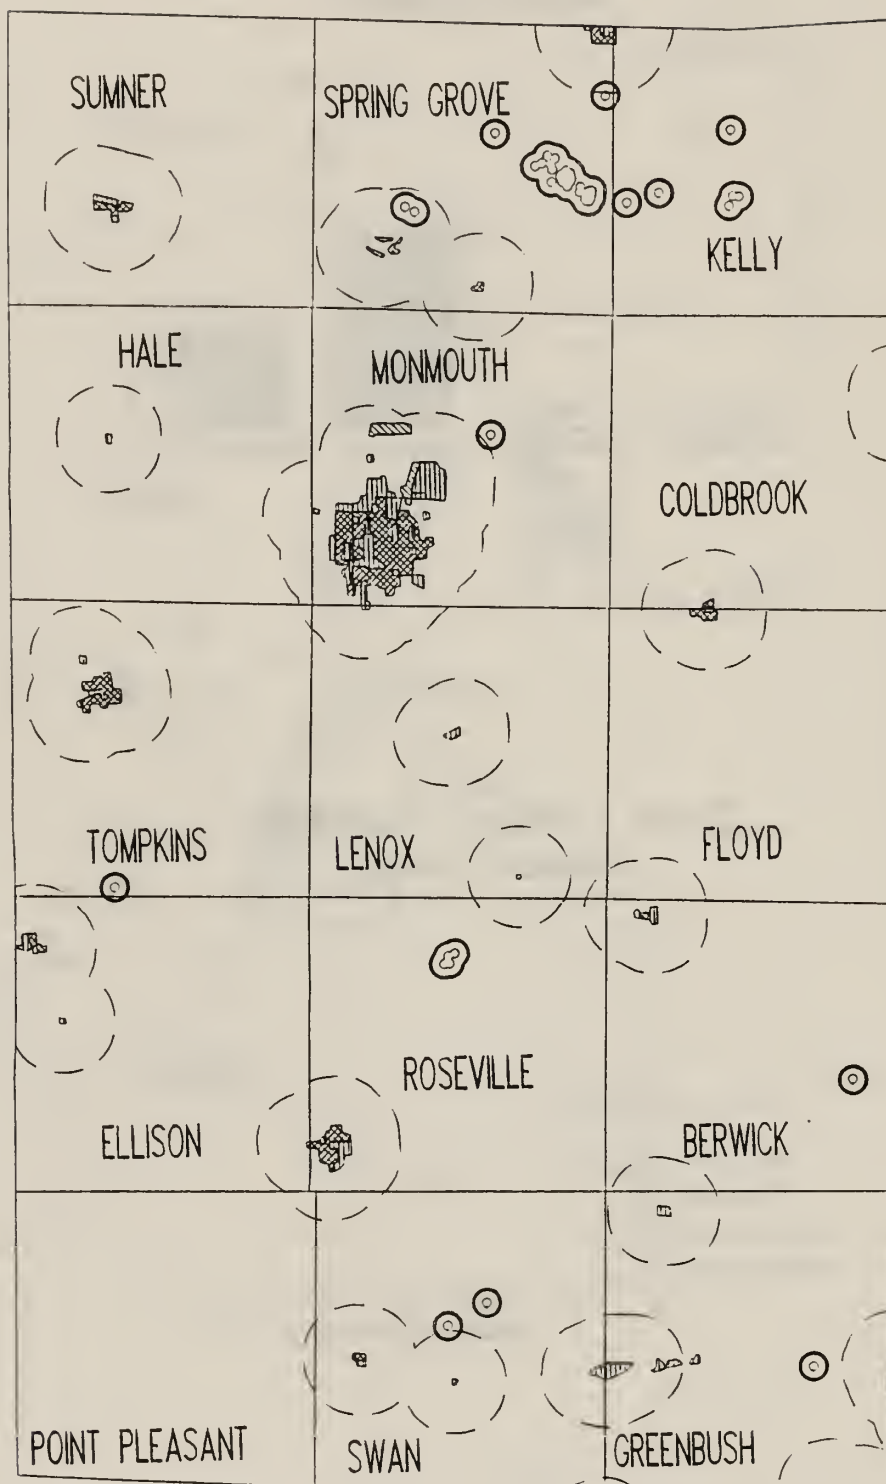 SUMNER
SPRING GROVE
KELLY
HALE
MONMOUTH
COLDBROOK
TOMPKINS
LENOX
FLOYD
ELLISON
ROSEVILLE
BERWICK
POINT PLEASANT
SWAN
GREENBUSH